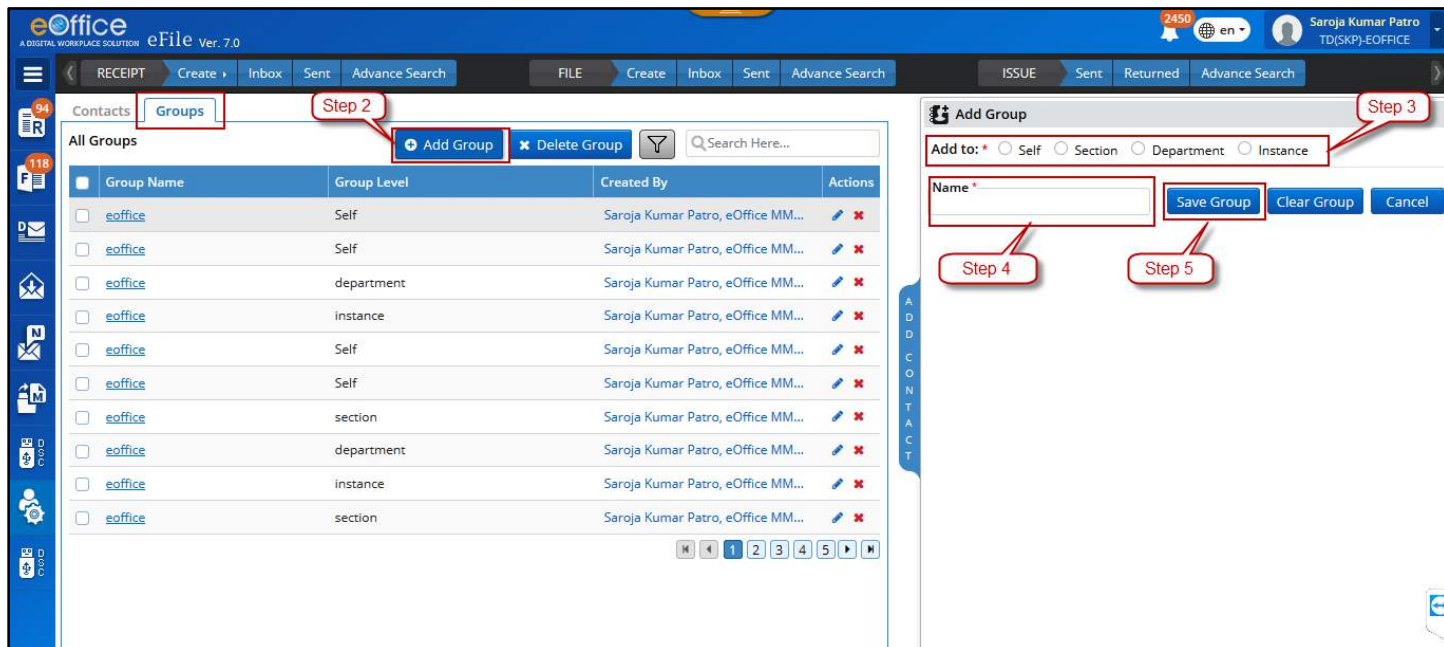 eOffice
A DIGITAL WORKPLACE SOLUTION eFile Ver. 7.0
2450
en
Saroja Kumar Patro
TD(SKP)-EOFFICE
RECEIPT Create Inbox Sent Advance Search FILE Create Inbox Sent Advance Search ISSUE Sent Returned Advance Search
94
R
118
F
D
N
M
DSC
DSC
Contacts Groups
Step 2
All Groups
Add Group Delete Group Search Here...
Group Name Group Level Created By Actions
eoffice Self Saroja Kumar Patro, eOffice MM...
eoffice Self Saroja Kumar Patro, eOffice MM...
eoffice department Saroja Kumar Patro, eOffice MM...
eoffice instance Saroja Kumar Patro, eOffice MM...
eoffice Self Saroja Kumar Patro, eOffice MM...
eoffice Self Saroja Kumar Patro, eOffice MM...
eoffice section Saroja Kumar Patro, eOffice MM...
eoffice department Saroja Kumar Patro, eOffice MM...
eoffice instance Saroja Kumar Patro, eOffice MM...
eoffice section Saroja Kumar Patro, eOffice MM...
1 2 3 4 5
ADD CONTACT
Add Group
Step 3
Add to: * Self Section Department Instance
Name *
Save Group Clear Group Cancel
Step 4 Step 5